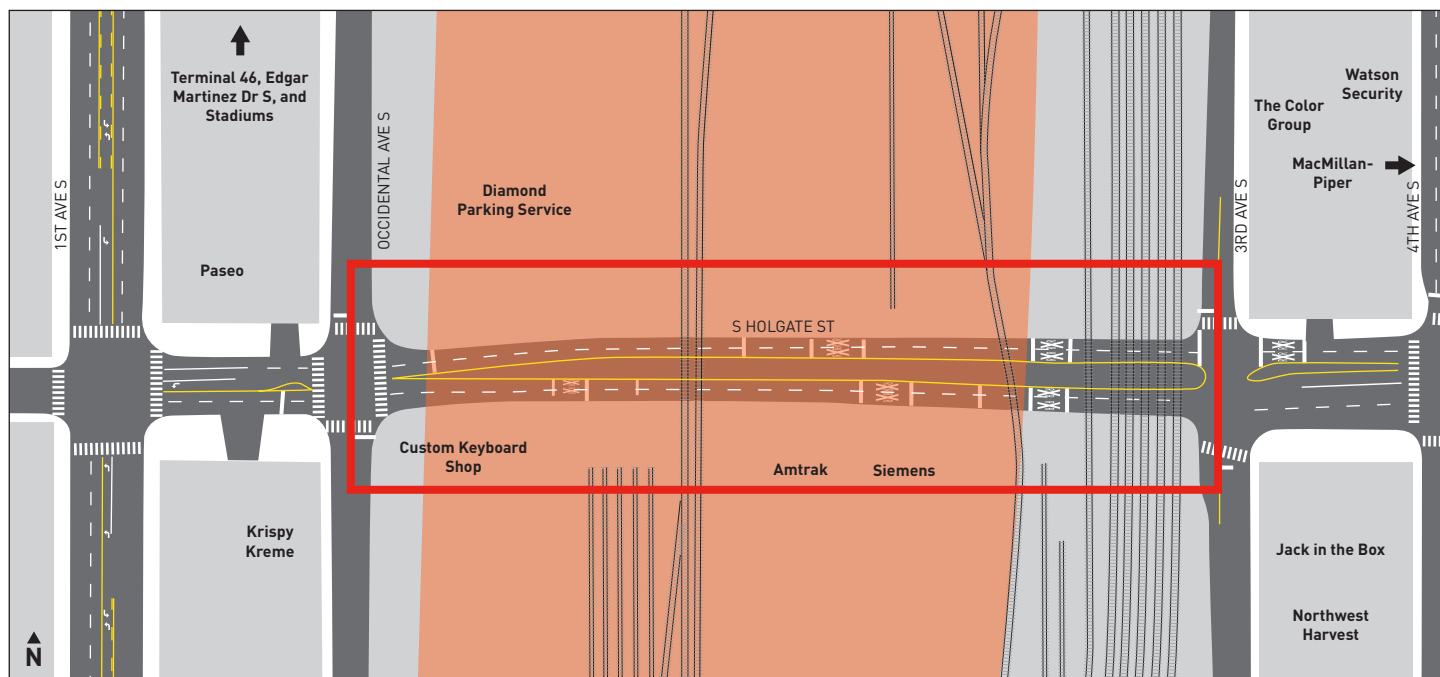 Terminal 46, Edgar
Martinez Dr S, and
Stadiums
1ST AVE S
Paseo
OCCIDENTAL AVE S
Diamond
Parking Service
S HOLGATE ST
Watson
Security
The Color
Group
MacMillan-
Piper
3RD AVE S
4TH AVE S
Custom Keyboard
Shop
Amtrak
Siemens
Krispy
Kreme
Jack in the Box
Northwest
Harvest
N